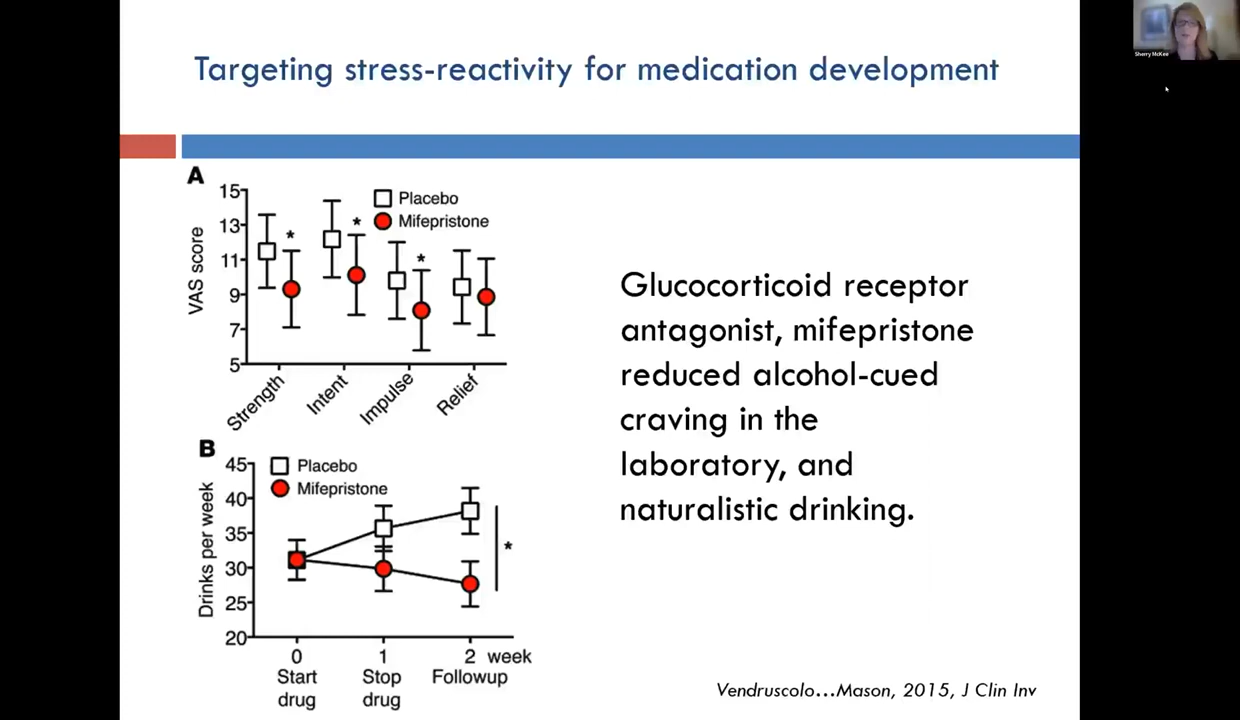 Targeting stress-reactivity for medication development
Sherry McKee
A
15
13
11
9
7
5
VAS score
Placebo
Mifepristone
*
*
*
Strength
Intent
Impulse
Relief
B
45
40
35
30
25
20
Drinks per week
Placebo
Mifepristone
*
0 1 2 week
Start Stop Followup
drug drug
Glucocorticoid receptor
antagonist, mifepristone
reduced alcohol-cued
craving in the
laboratory, and
naturalistic drinking.
Vendruscolo...Mason, 2015, J Clin Inv